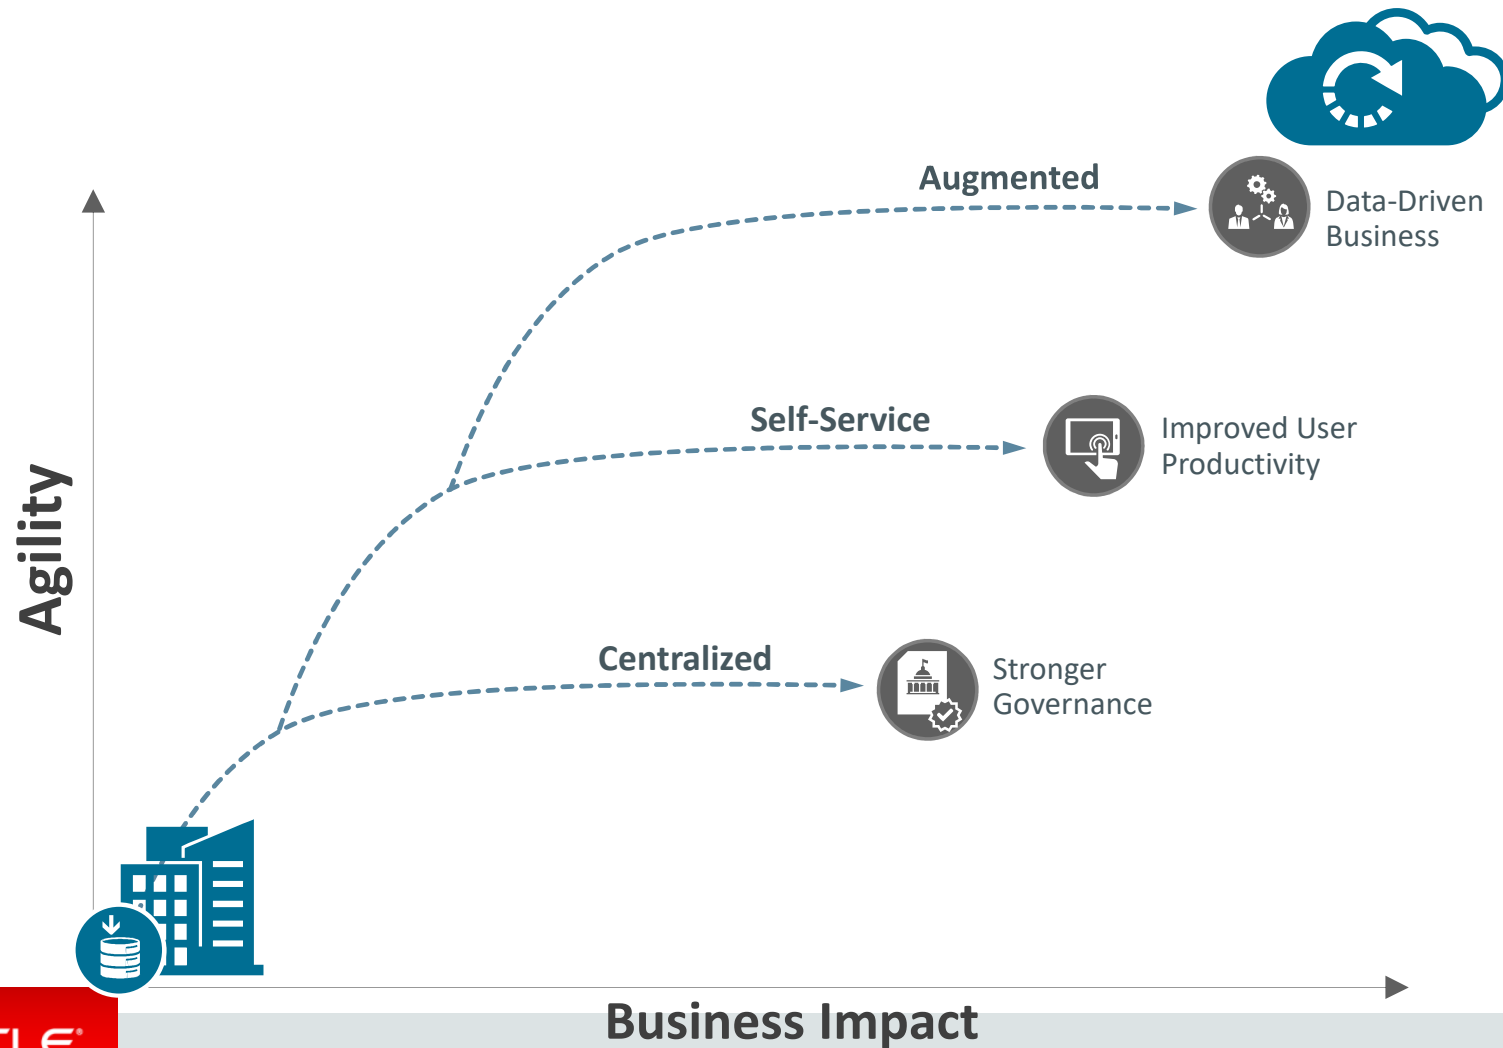 Augmented
Data-Driven
Business
Self-Service
Improved User
Productivity
Agility
Centralized
Stronger
Governance
Business Impact